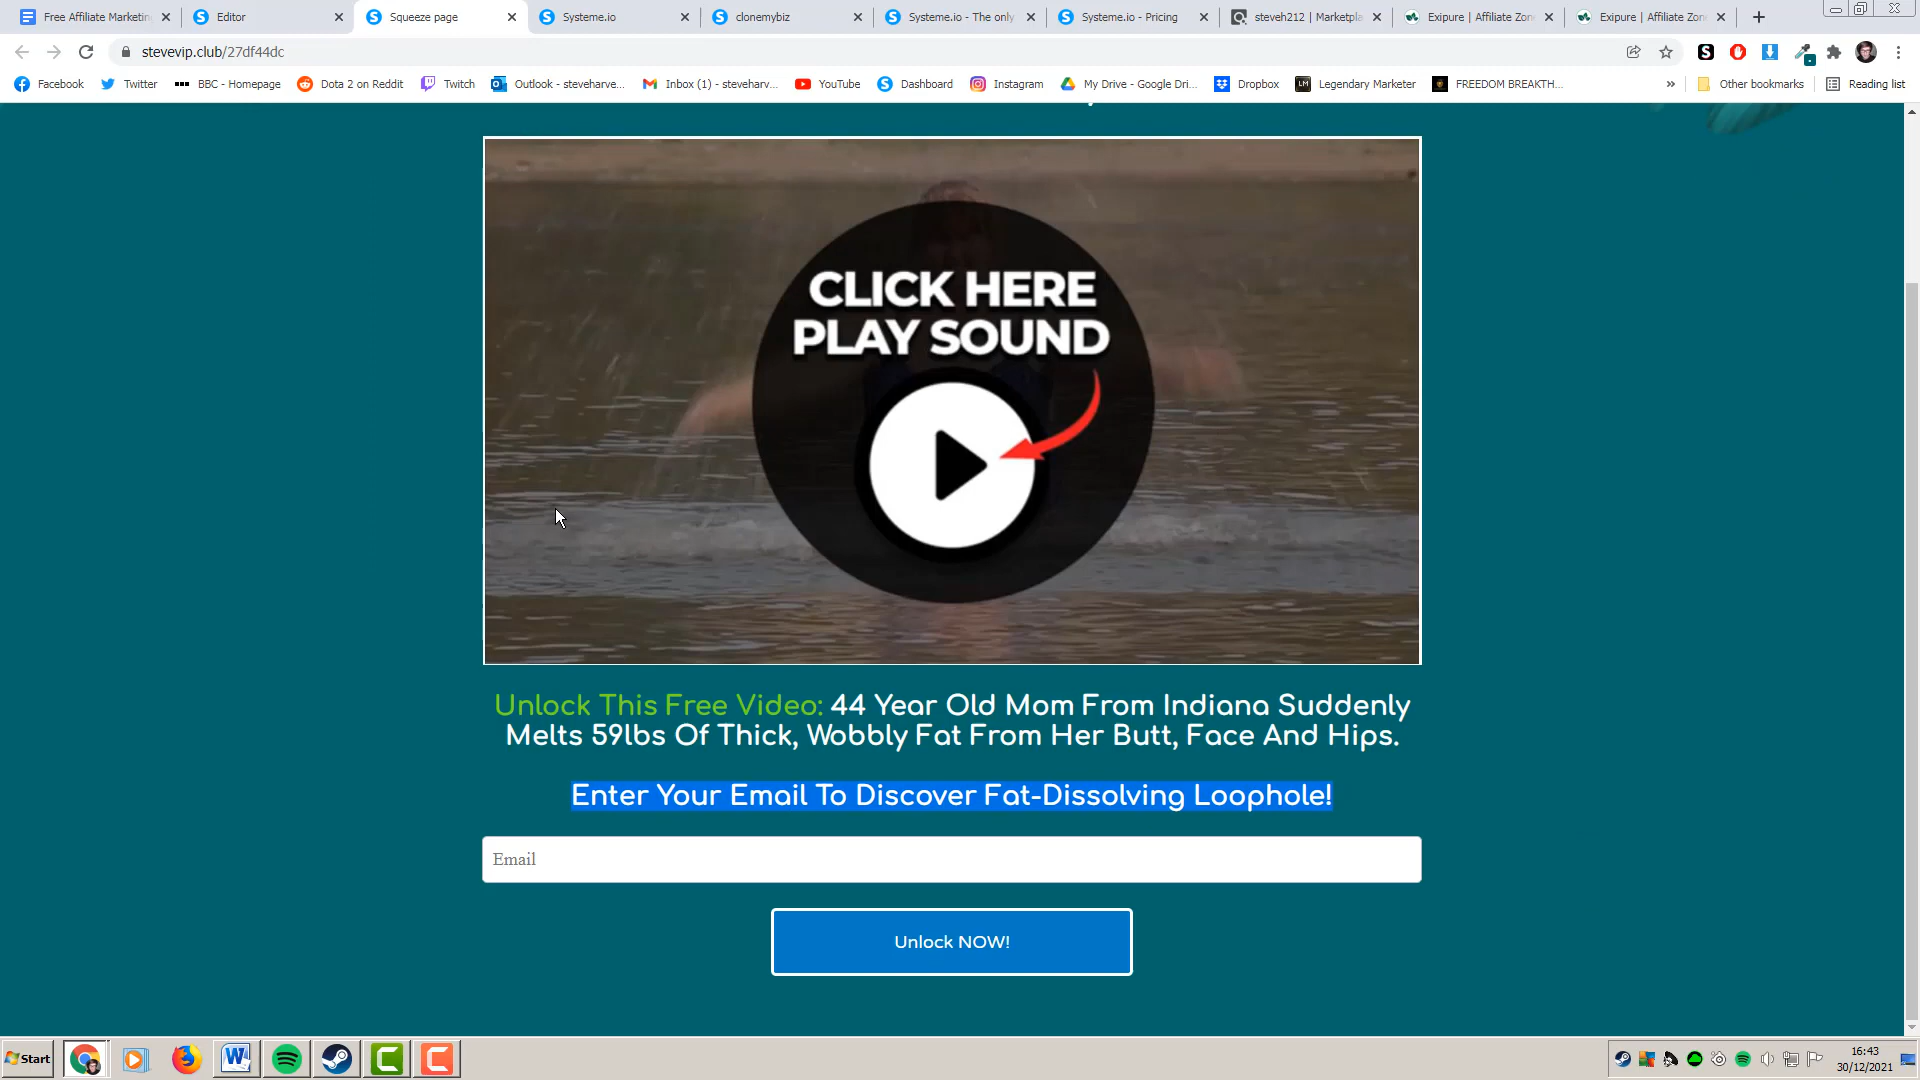 Free Affiliate Marketing
Editor
Squeeze page
Systeme.io
clonemybiz
Systeme.io - The only
Systeme.io - Pricing
steveh212 | Marketpla
Exipure | Affiliate Zon
Exipure | Affiliate Zon
stevevip.club/27df44dc
Facebook
Twitter
BBC - Homepage
Dota 2 on Reddit
Twitch
Outlook - steveharve...
Inbox (1) - steveharv...
YouTube
Dashboard
Instagram
My Drive - Google Dri...
Dropbox
Legendary Marketer
FREEDOM BREAKTH...
»
Other bookmarks
Reading list
CLICK HERE
PLAY SOUND
Unlock This Free Video: 44 Year Old Mom From Indiana Suddenly
Melts 59lbs Of Thick, Wobbly Fat From Her Butt, Face And Hips.
Enter Your Email To Discover Fat-Dissolving Loophole!
Email
Unlock NOW!
Start
16:43
30/12/2021